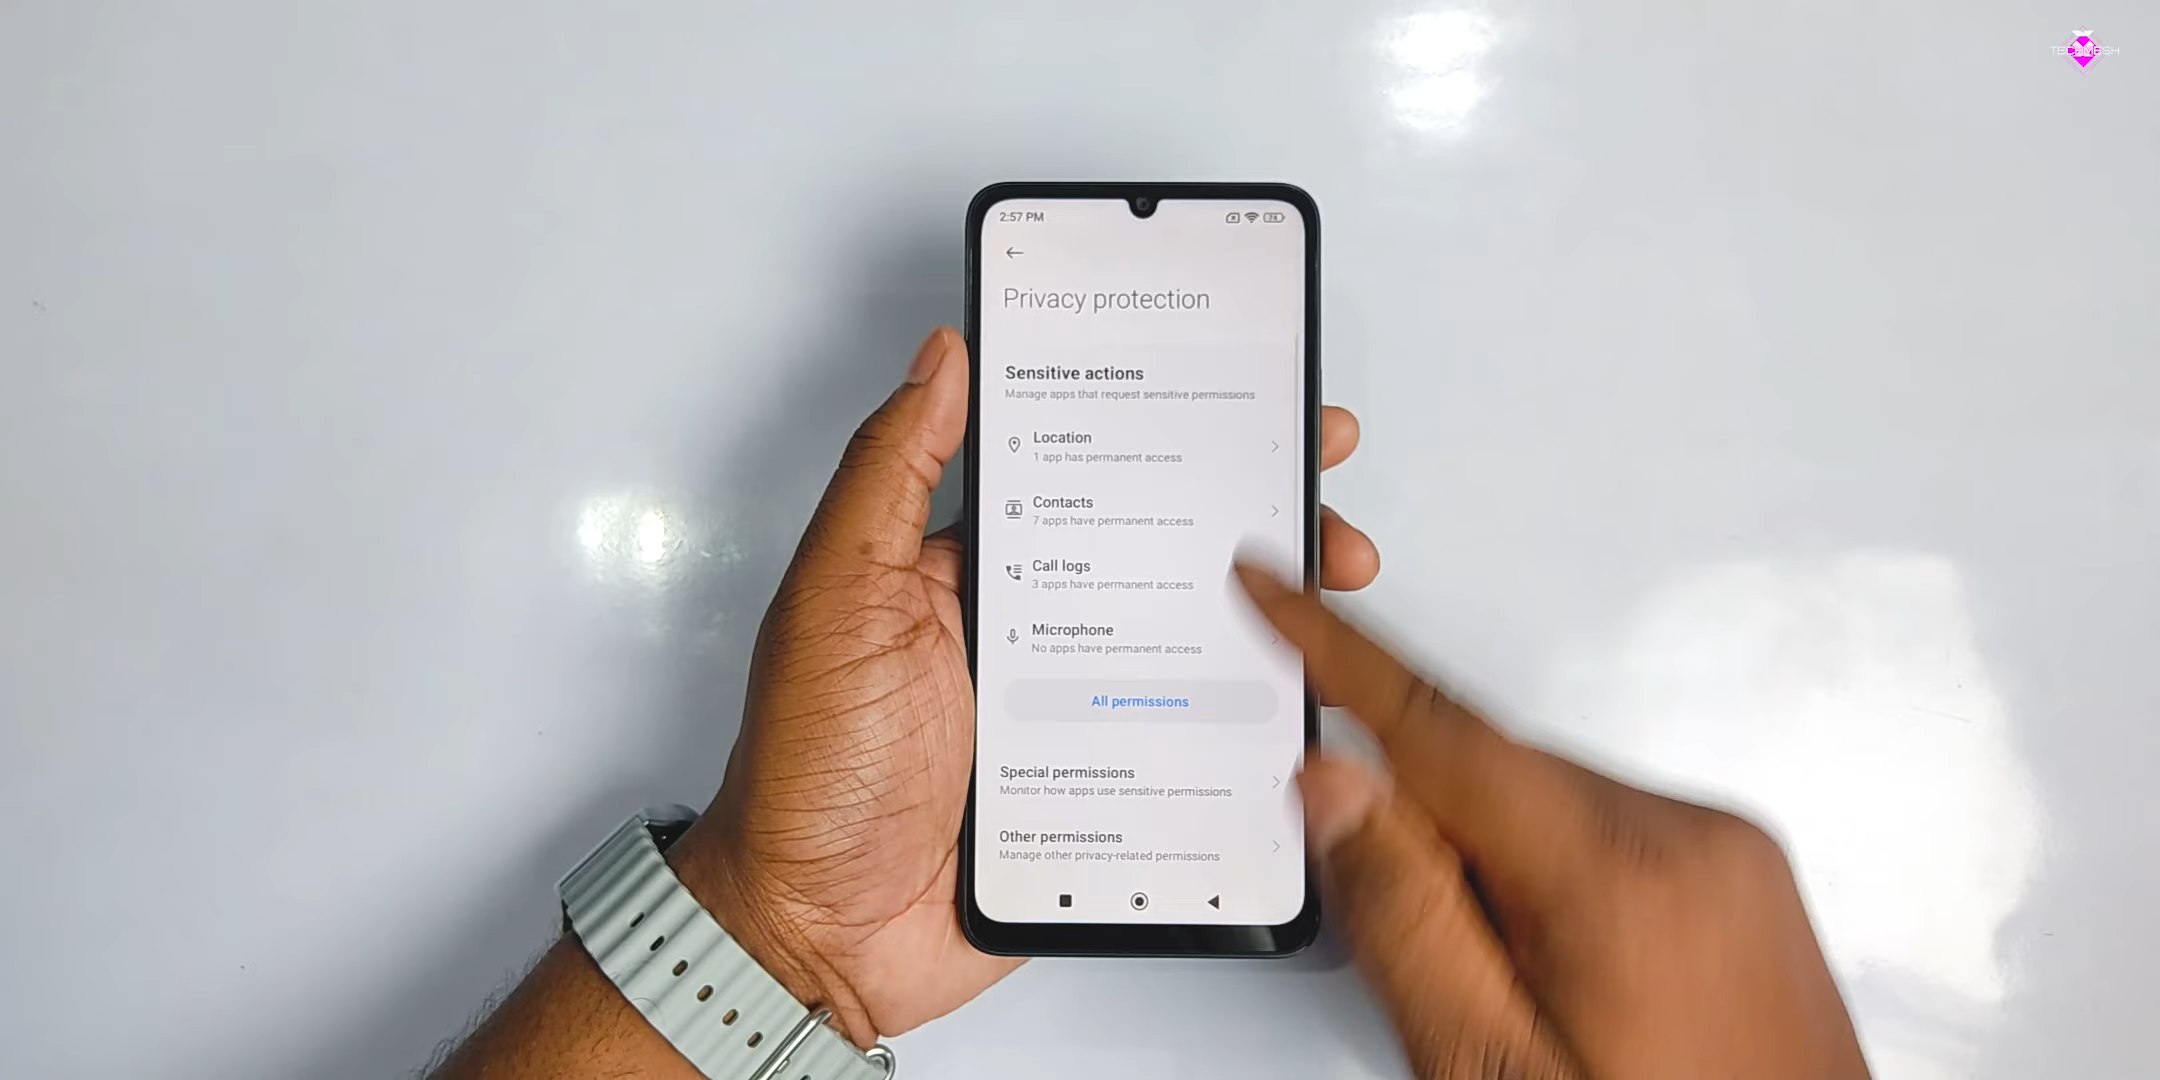 TECHMESH
2:57 PM
Privacy protection
Sensitive actions
Manage apps that request sensitive permissions
Location
1 app has permanent access
Contacts
7 apps have permanent access
Call logs
3 apps have permanent access
Microphone
No apps have permanent access
All permissions
Special permissions
Monitor how apps use sensitive permissions
Other permissions
Manage other privacy-related permissions